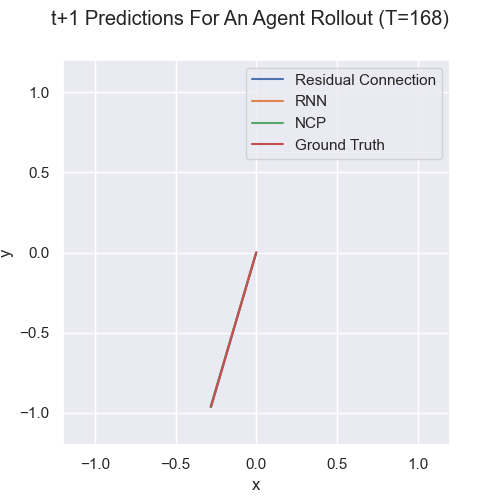 t+1 Predictions For An Agent Rollout (T=168)
Residual Connection
RNN
NCP
Ground Truth
1.0
0.5
0.0
−0.5
−1.0
y
−1.0 −0.5 0.0 0.5 1.0
x